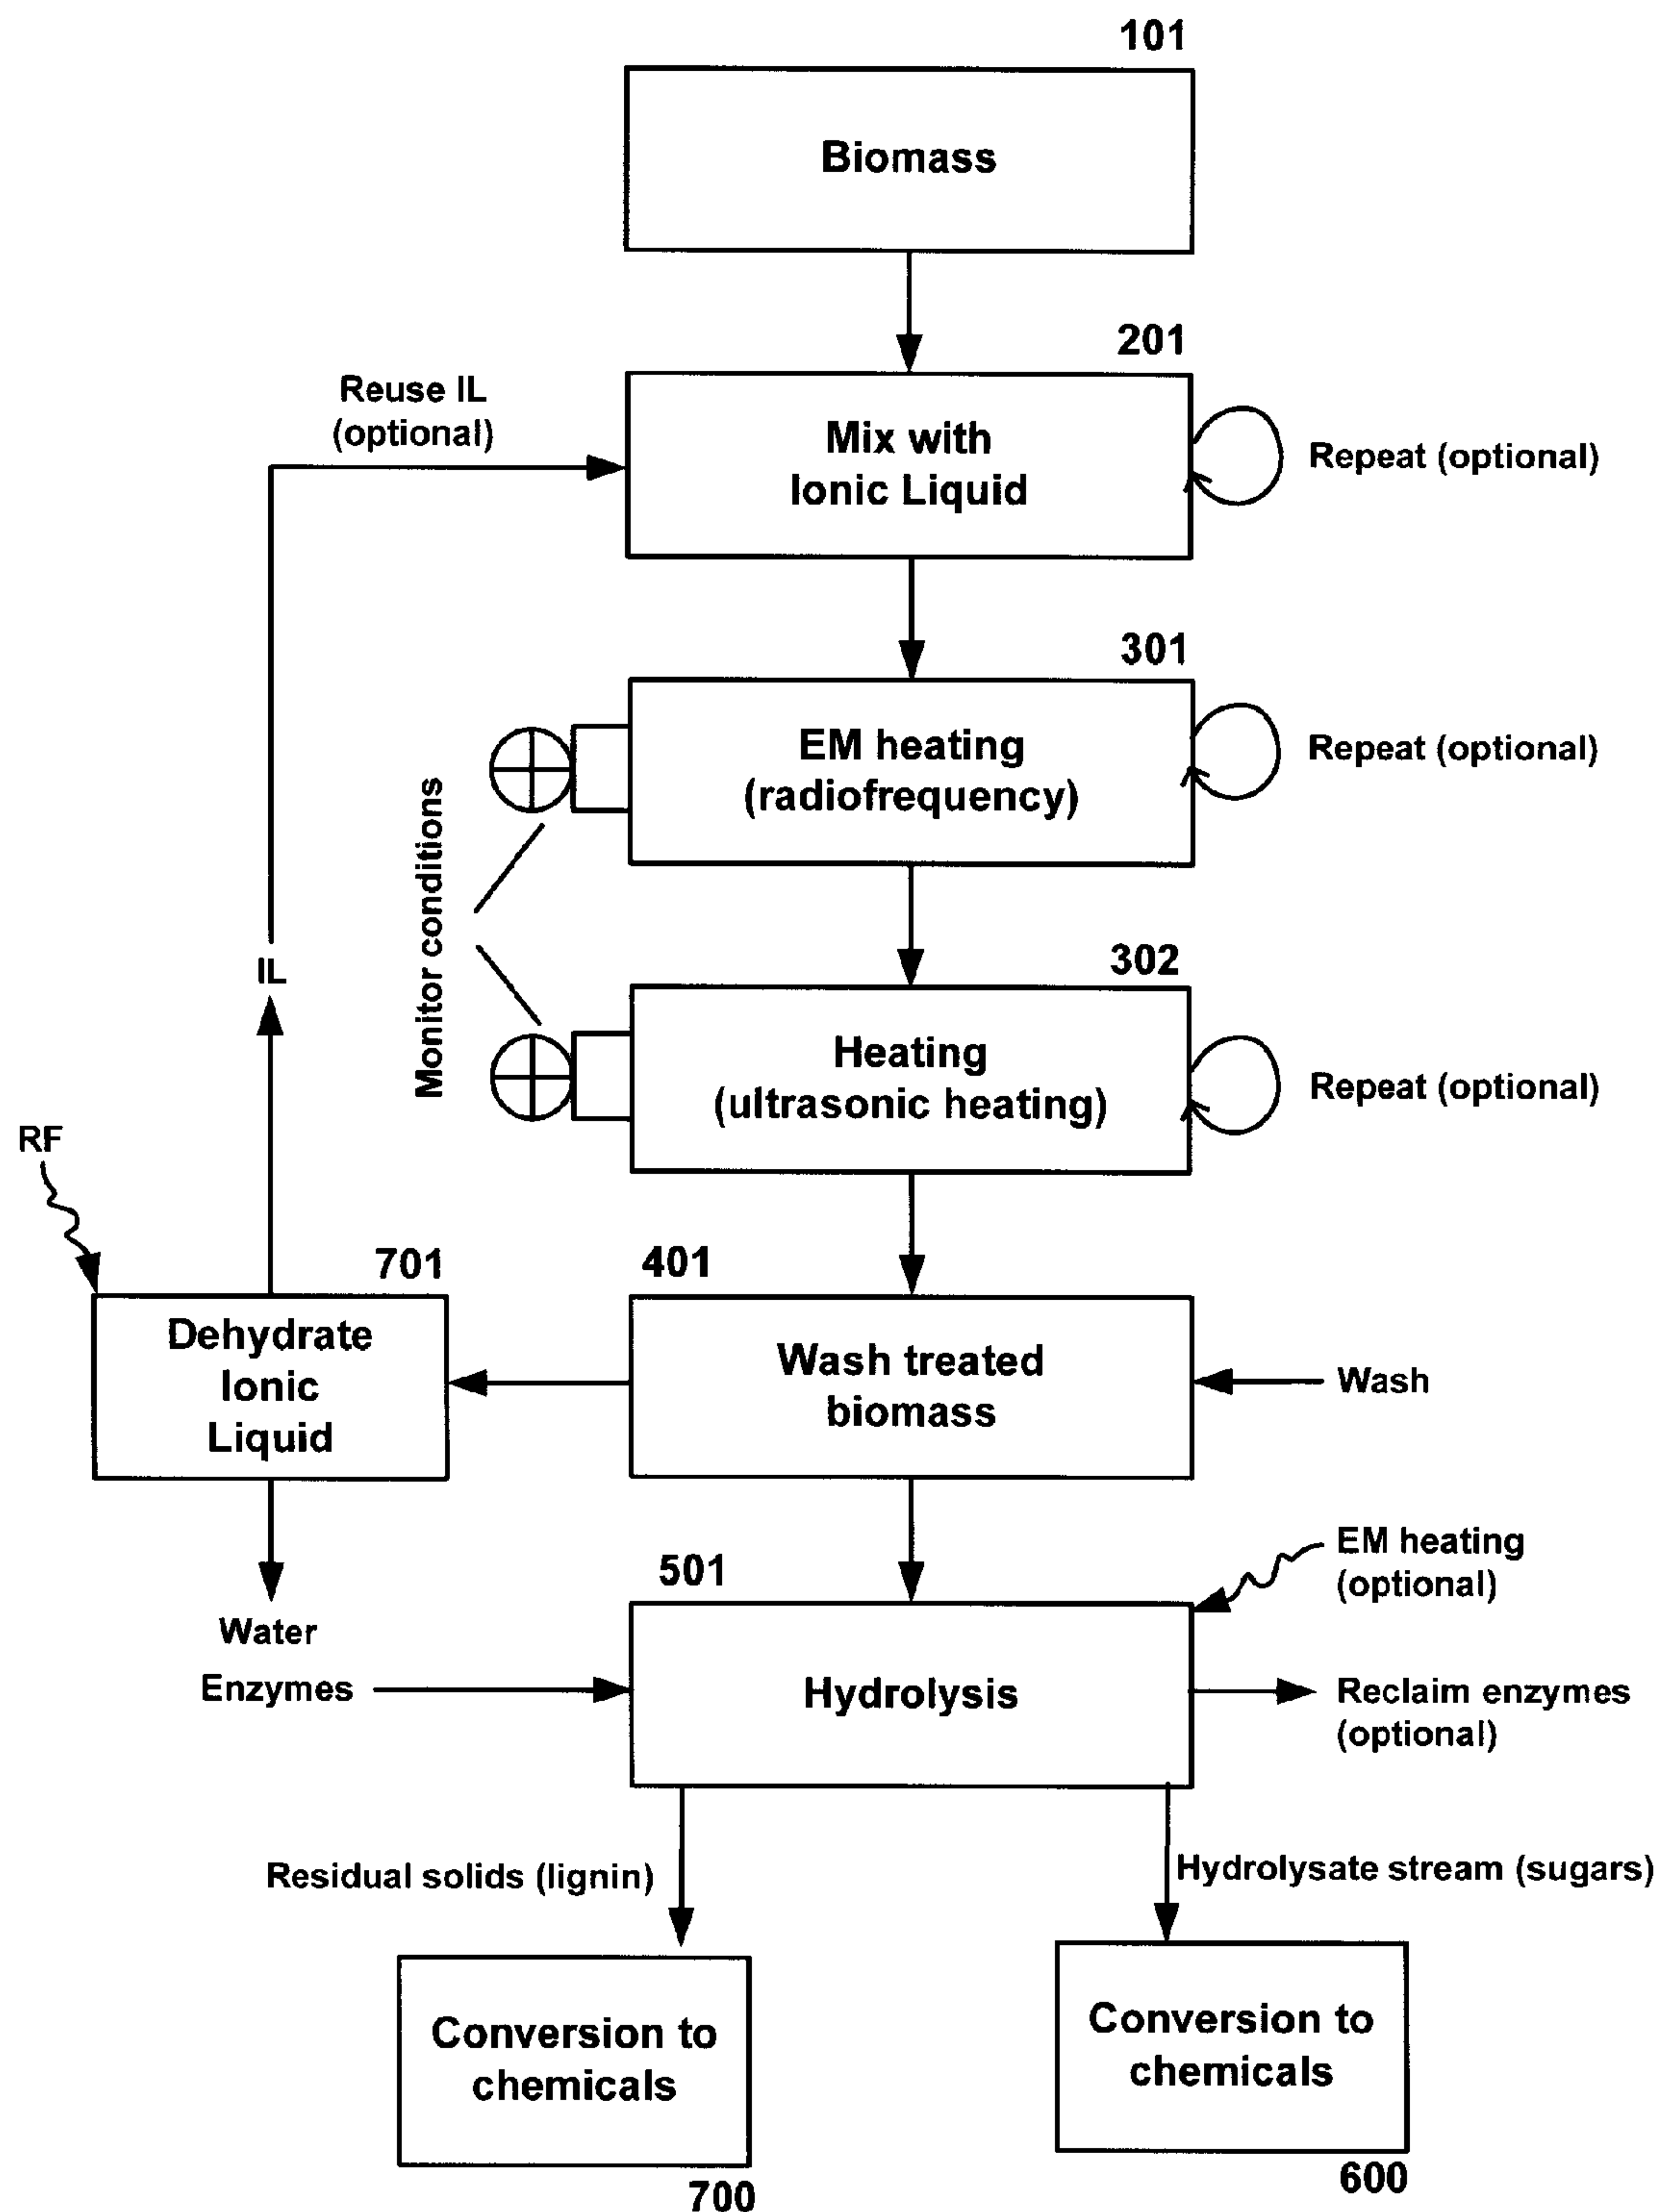 101
Biomass
201
Reuse IL
(optional)
Mix with
Ionic Liquid
Repeat (optional)
301
EM heating
(radiofrequency)
Repeat (optional)
Monitor conditions
302
IL
Heating
(ultrasonic heating)
Repeat (optional)
RF
701
401
Dehydrate
Ionic
Liquid
Wash treated
biomass
Wash
EM heating
(optional)
501
Water
Enzymes
Hydrolysis
Reclaim enzymes
(optional)
Residual solids (lignin)
Hydrolysate stream (sugars)
Conversion to
chemicals
700
Conversion to
chemicals
600